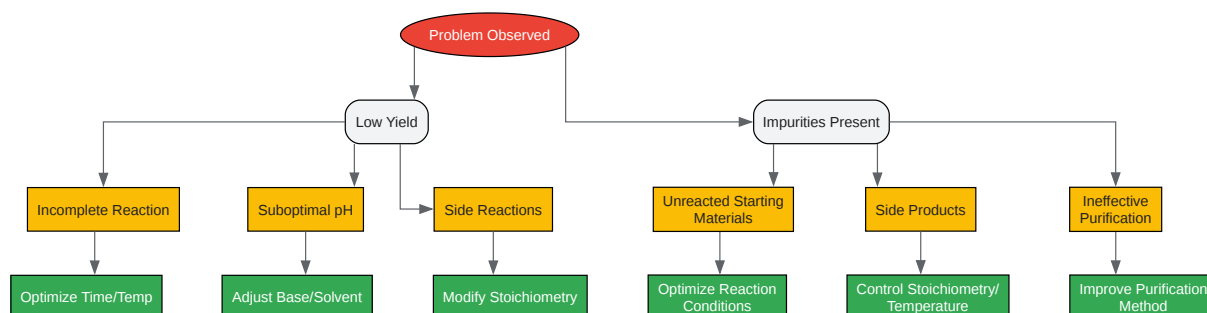 Problem Observed
Low Yield
Impurities Present
Incomplete Reaction
Suboptimal pH
Side Reactions
Unreacted Starting
Materials
Side Products
Ineffective
Purification
Optimize Time/Temp
Adjust Base/Solvent
Modify Stoichiometry
Optimize Reaction
Conditions
Control Stoichiometry/
Temperature
Improve Purification
Method